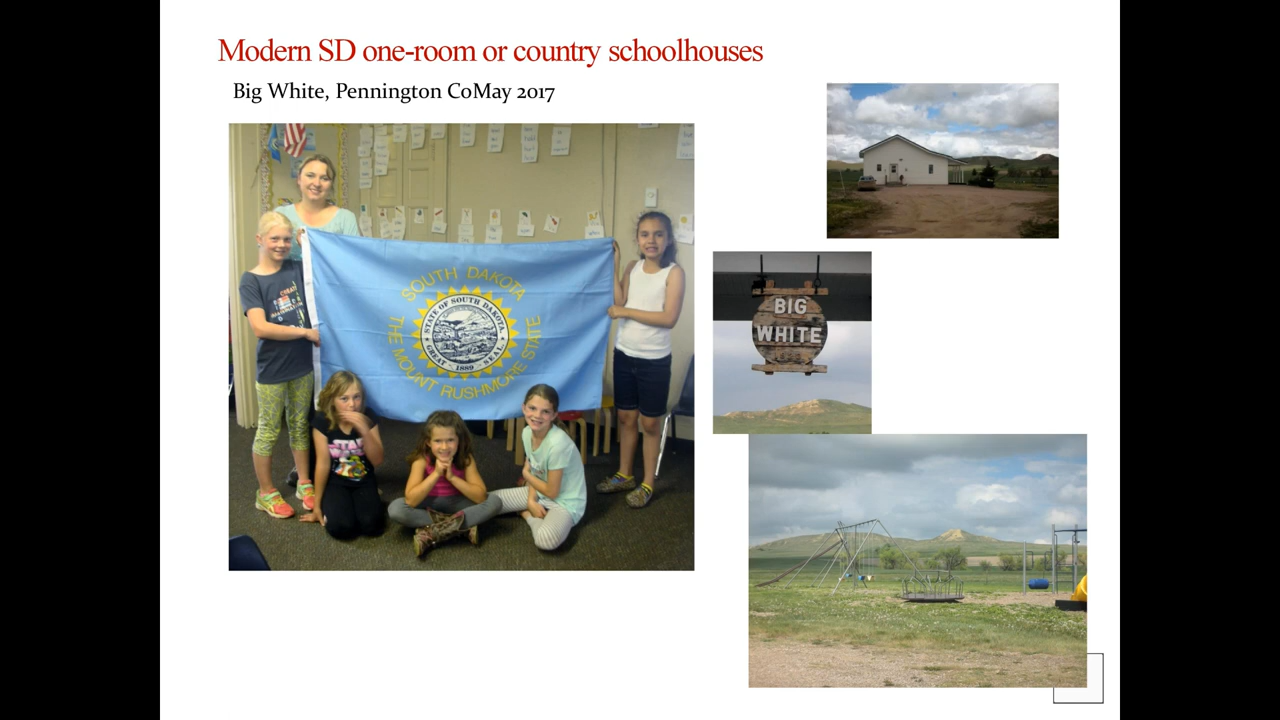 Modern SD one-room or country schoolhouses
Big White, Pennington CoMay 2017
SOUTH DAKOTA
STATE OF SOUTH DAKOTA
GREAT 1889 SEAL
THE MOUNT RUSHMORE STATE
BIG
WHITE